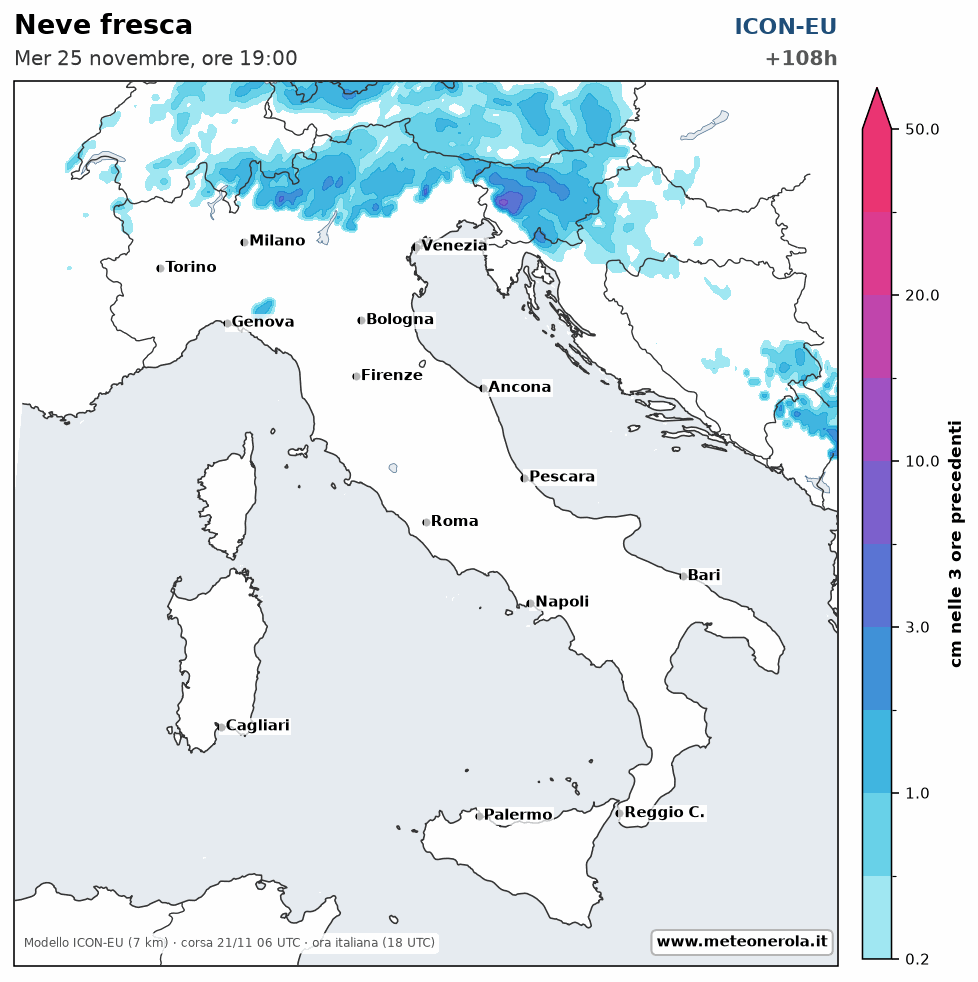 Neve fresca
ICON-EU
Mer 25 novembre, ore 19:00
+108h
50.0
20.0
10.0
3.0
1.0
0.2
cm nelle 3 ore precedenti
Milano
Venezia
Torino
Genova
Bologna
Firenze
Ancona
Pescara
Roma
Bari
Napoli
Cagliari
Palermo
Reggio C.
Modello ICON-EU (7 km) · corsa 21/11 06 UTC · ora italiana (18 UTC)
www.meteonerola.it